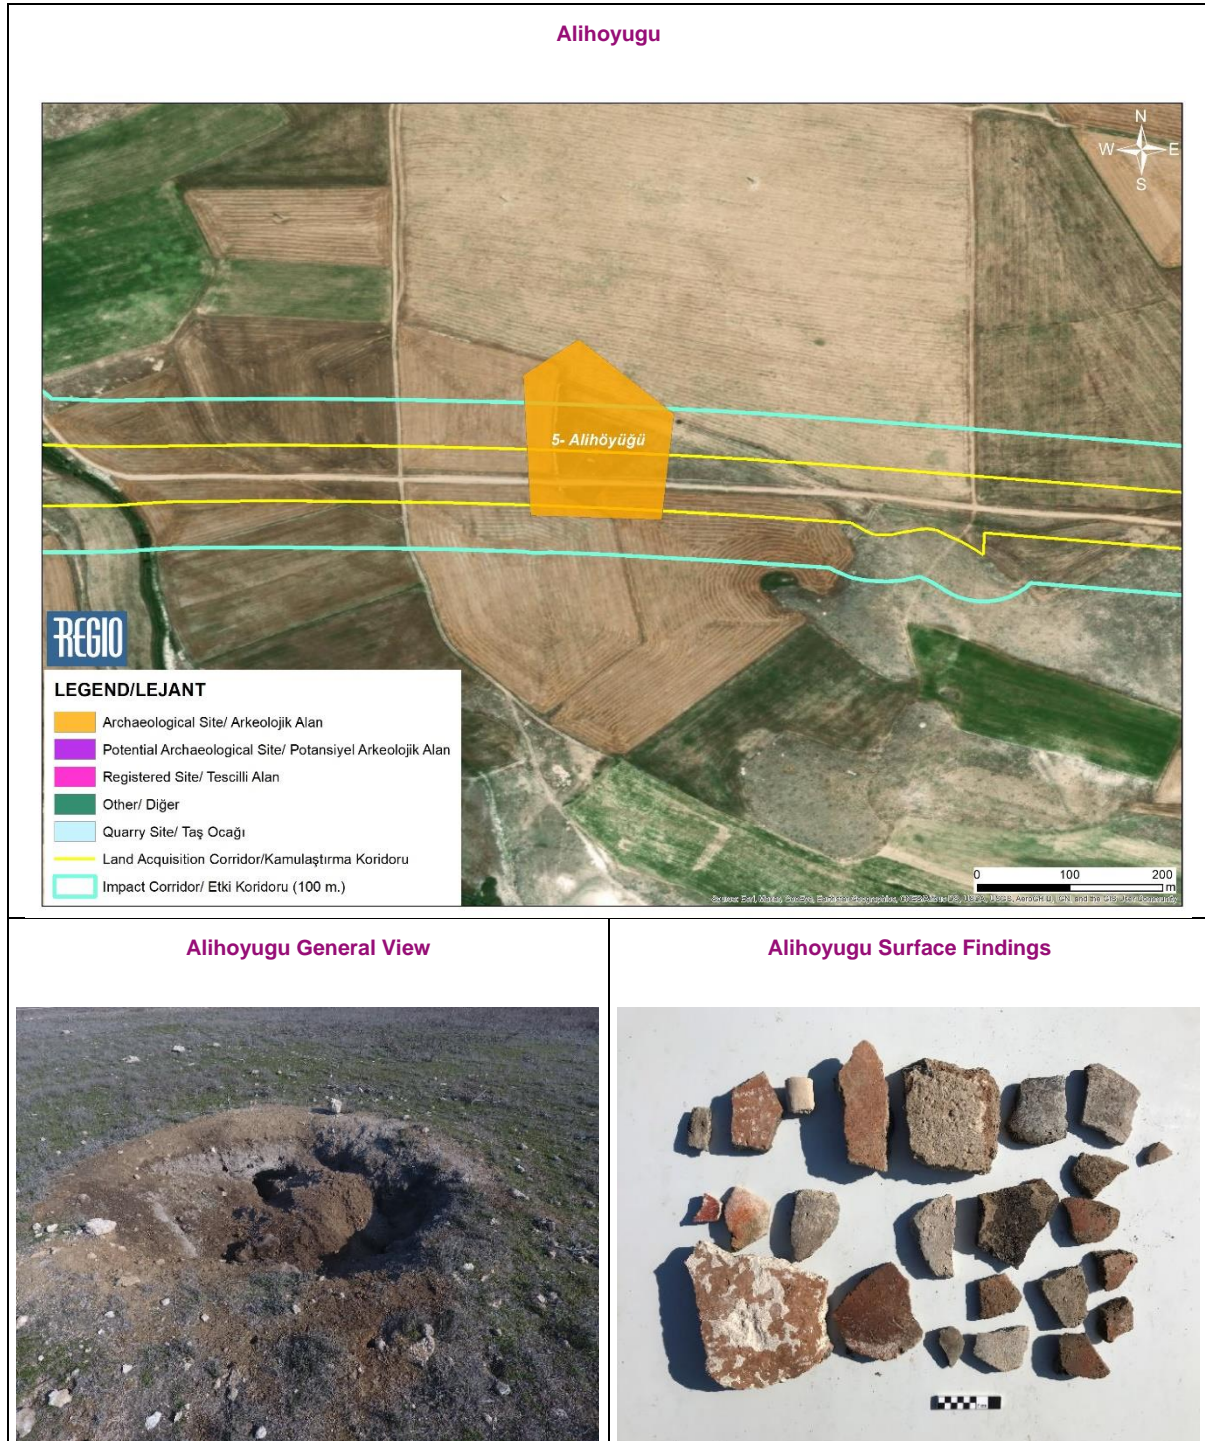 Alihoyugu
N
W E
S
5- Alihöyüğü
REGIO
LEGEND/LEJANT
Archaeological Site/ Arkeolojik Alan
Potential Archaeological Site/ Potansiyel Arkeolojik Alan
Registered Site/ Tescilli Alan
Other/ Diğer
Quarry Site/ Taş Ocağı
Land Acquisition Corridor/Kamulaştırma Koridoru
Impact Corridor/ Etki Koridoru (100 m.)
0 100 200
m
Alihoyugu General View
Alihoyugu Surface Findings